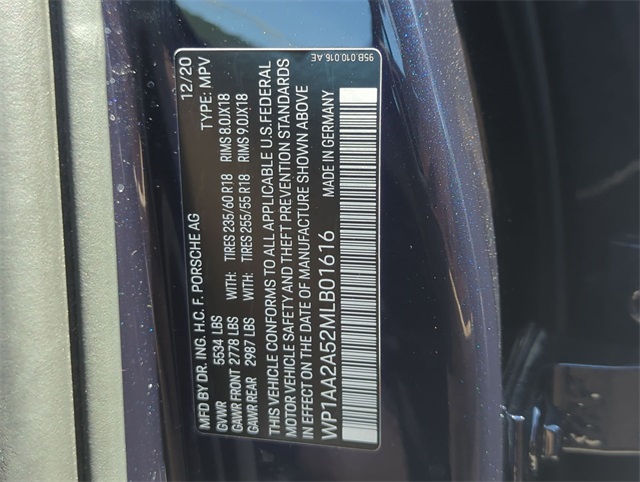 MFD BY DR. ING. H.C. F. PORSCHE AG 12/20
GVWR 5534 LBS TYPE: MPV
GAWR FRONT 2778 LBS WITH: TIRES 235/60 R18 RIMS 8.0JX18
GAWR REAR 2987 LBS WITH: TIRES 255/55 R18 RIMS 9.0JX18
THIS VEHICLE CONFORMS TO ALL APPLICABLE U.S.FEDERAL
MOTOR VEHICLE SAFETY AND THEFT PREVENTION STANDARDS
IN EFFECT ON THE DATE OF MANUFACTURE SHOWN ABOVE
WP1AA2A52MLB01616 MADE IN GERMANY
95B.010.016.AE